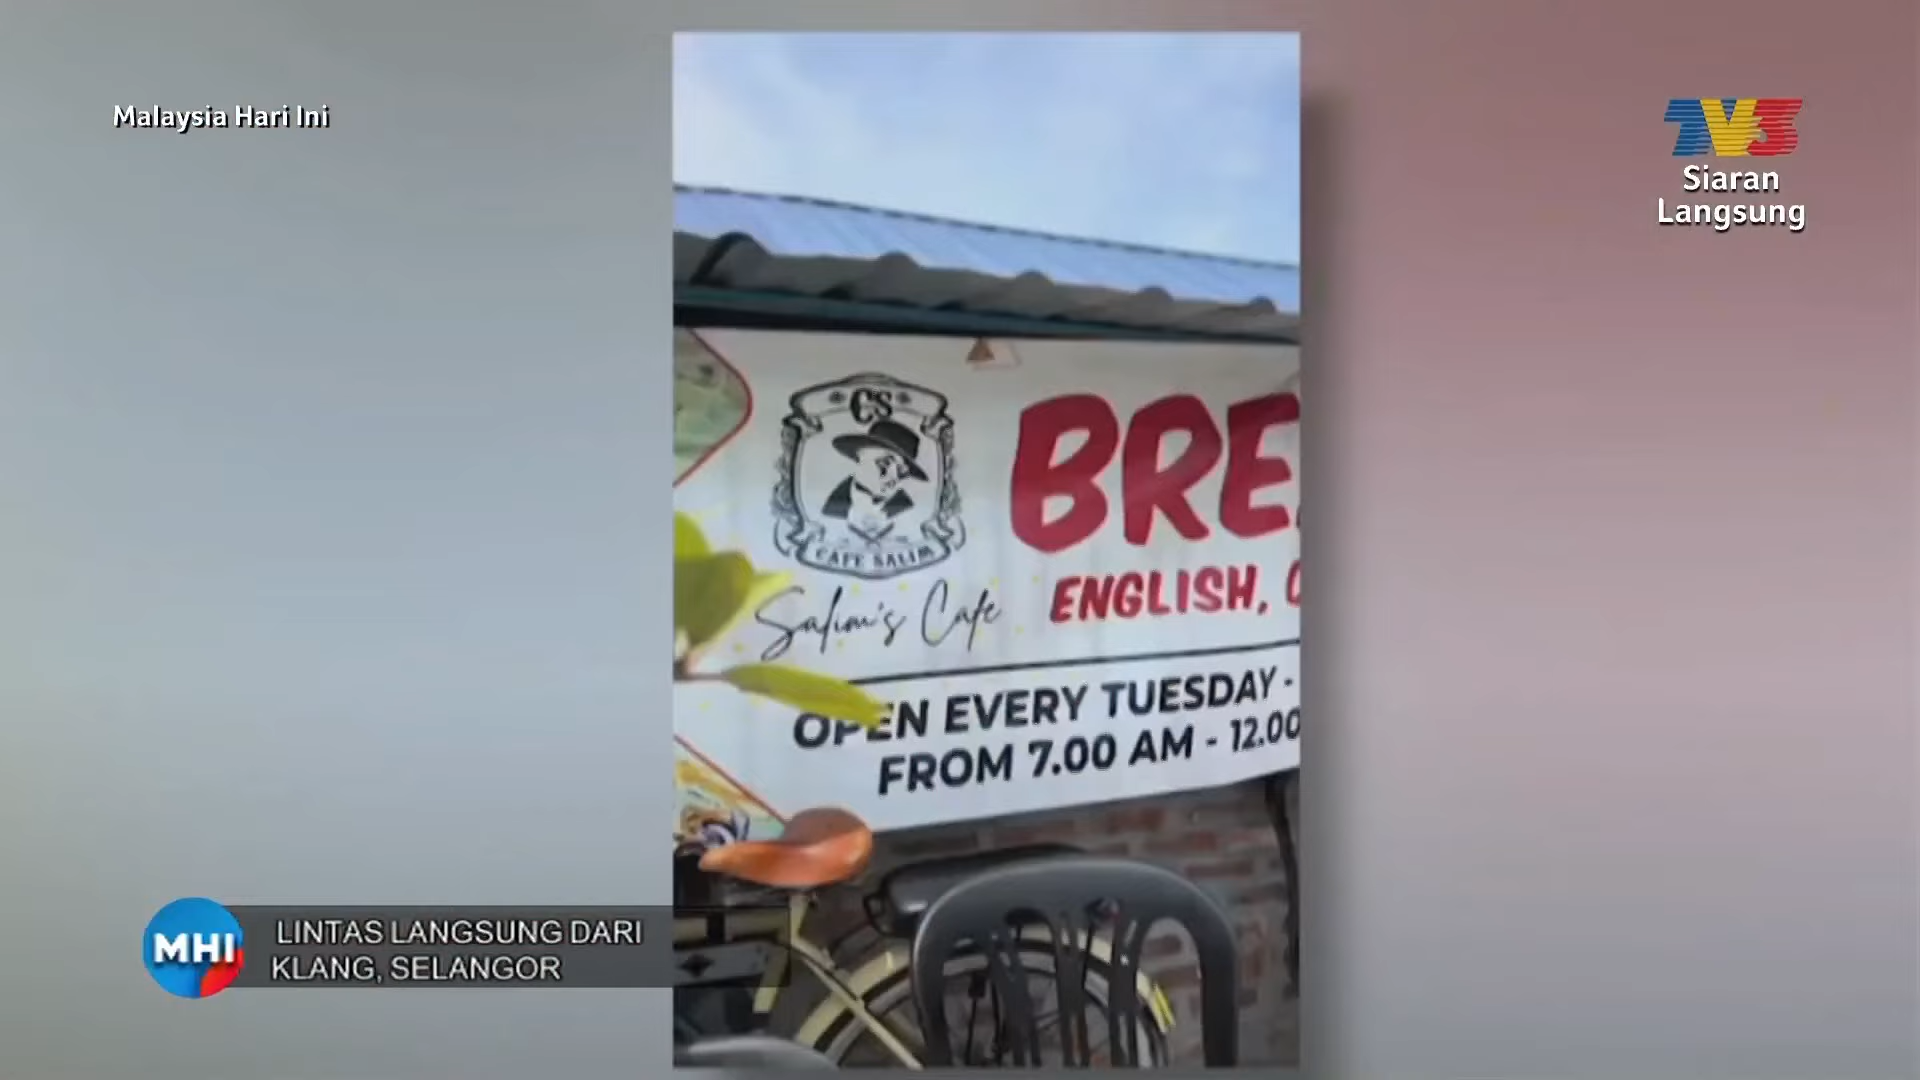 Malaysia Hari Ini
TV3
Siaran
Langsung
CS
CAFE SALIM
Salim's Cafe
BRE
ENGLISH,
OPEN EVERY TUESDAY -
FROM 7.00 AM - 12.00
MHI
LINTAS LANGSUNG DARI
KLANG, SELANGOR